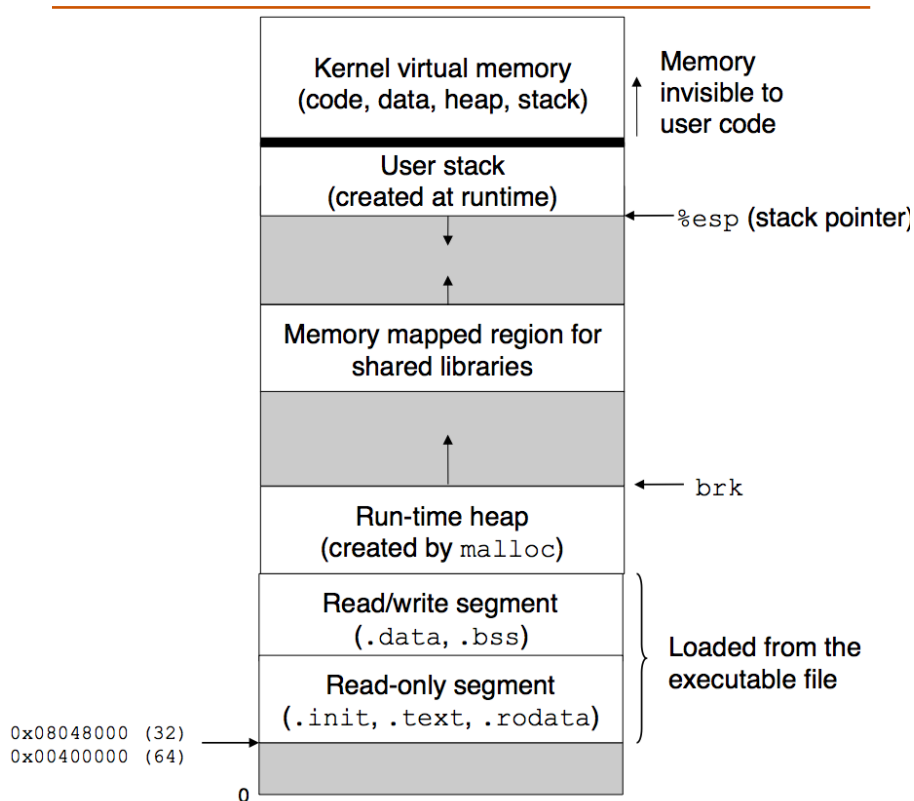 Kernel virtual memory
(code, data, heap, stack)
Memory
invisible to
user code
User stack
(created at runtime)
%esp (stack pointer)
Memory mapped region for
shared libraries
brk
Run-time heap
(created by malloc)
Read/write segment
(.data, .bss)
Loaded from the
executable file
Read-only segment
(.init, .text, .rodata)
0x08048000 (32)
0x00400000 (64)
0